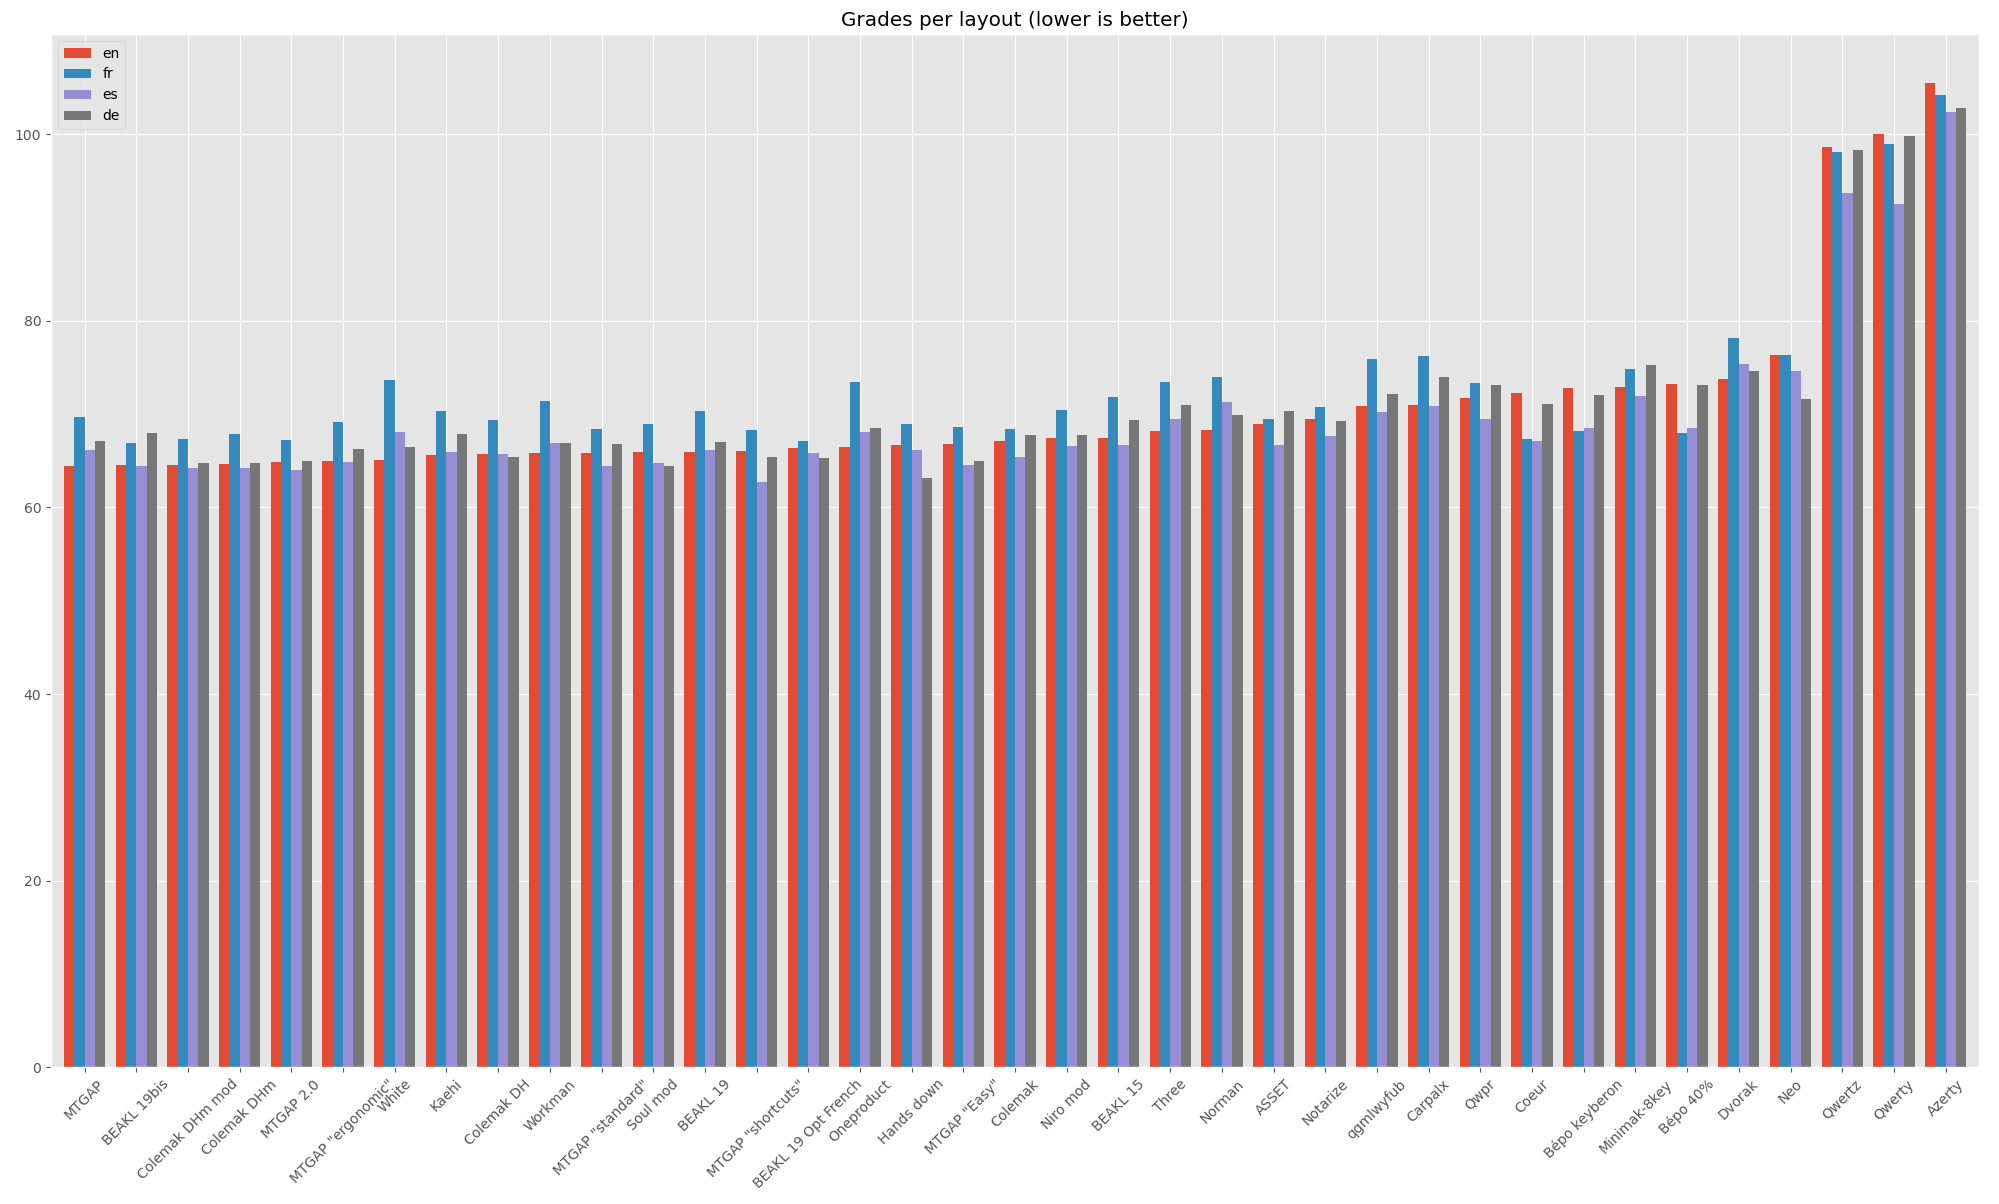 Grades per layout (lower is better)
en
fr
es
de
100
80
60
40
20
0
MTGAP
BEAKL 19bis
Colemak DHm mod
Colemak DHm
MTGAP 2.0
MTGAP "ergonomic"
White
Kaehi
Colemak DH
Workman
MTGAP "standard"
Soul mod
BEAKL 19
MTGAP "shortcuts"
BEAKL 19 Opt French
Oneproduct
Hands down
MTGAP "Easy"
Colemak
Niro mod
BEAKL 15
Three
Norman
ASSET
Notarize
qgmlwyfub
Carpalx
Qwpr
Coeur
Bépo keyberon
Minimak-8key
Bépo 40%
Dvorak
Neo
Qwertz
Qwerty
Azerty